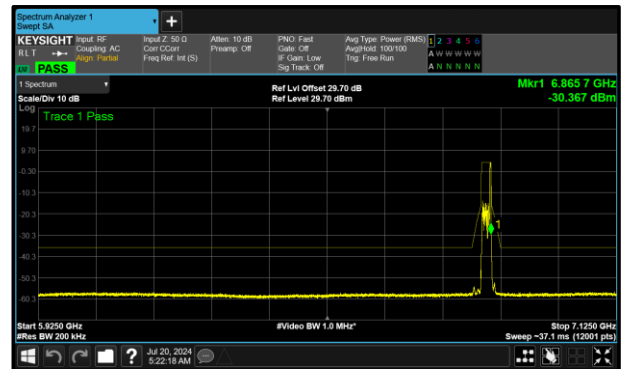 Spectrum Analyzer 1
Swept SA
+
KEYSIGHT Input: RF Input Z: 50 Ω Atten: 10 dB PNO: Fast Avg Type: Power (RMS) 1 2 3 4 5 6
RLT Coupling: AC Corr CCorr Preamp: Off Gate: Off Avg|Hold: 100/100 A W W W W W
Align: Partial Freq Ref: Int (S) IF Gain: Low Trig: Free Run
PASS Sig Track: Off A N N N N N
1 Spectrum
Ref Lvl Offset 29.70 dB Mkr1 6.865 7 GHz
Scale/Div 10 dB Ref Level 29.70 dBm -30.367 dBm
Log
Trace 1 Pass
19.7
9.70
-0.30
-10.3
-20.3
1
-30.3
-40.3
-50.3
-60.3
Start 5.9250 GHz #Video BW 1.0 MHz* Stop 7.1250 GHz
#Res BW 200 kHz Sweep ~37.1 ms (12001 pts)
? Jul 20, 2024
5:22:18 AM